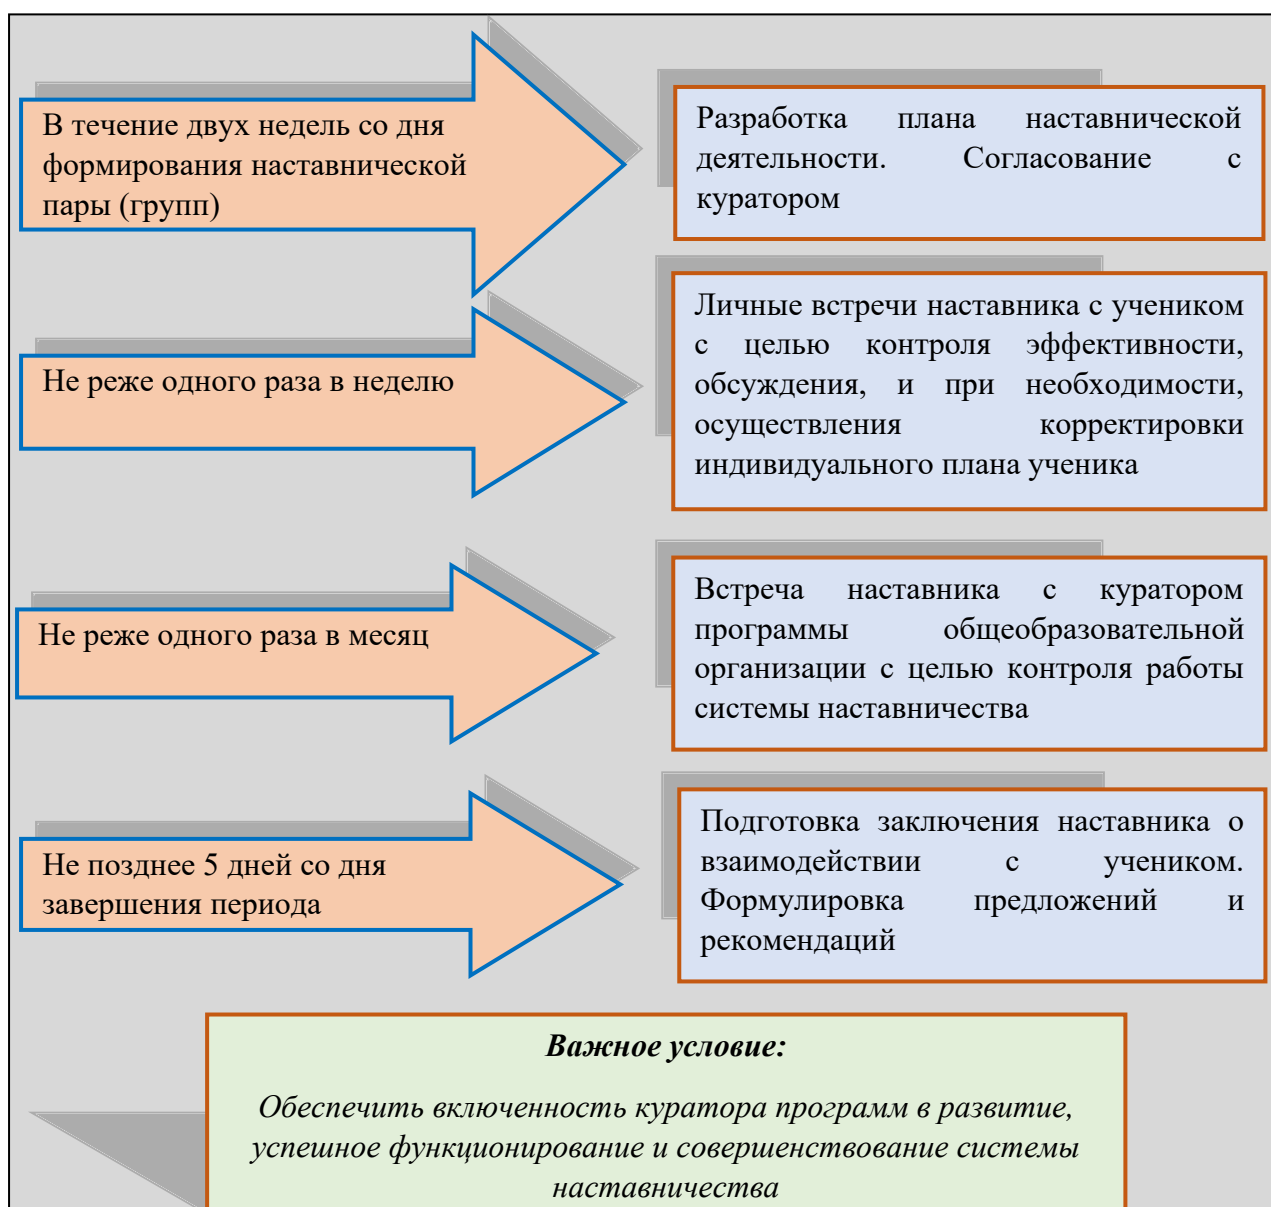 В течение двух недель со дня
формирования наставнической
пары (групп)
Разработка плана наставнической
деятельности. Согласование с
куратором
Не реже одного раза в неделю
Личные встречи наставника с учеником
с целью контроля эффективности,
обсуждения, и при необходимости,
осуществления корректировки
индивидуального плана ученика
Не реже одного раза в месяц
Встреча наставника с куратором
программы общеобразовательной
организации с целью контроля работы
системы наставничества
Не позднее 5 дней со дня
завершения периода
Подготовка заключения наставника о
взаимодействии с учеником.
Формулировка предложений и
рекомендаций
Важное условие:
Обеспечить включенность куратора программ в развитие,
успешное функционирование и совершенствование системы
наставничества